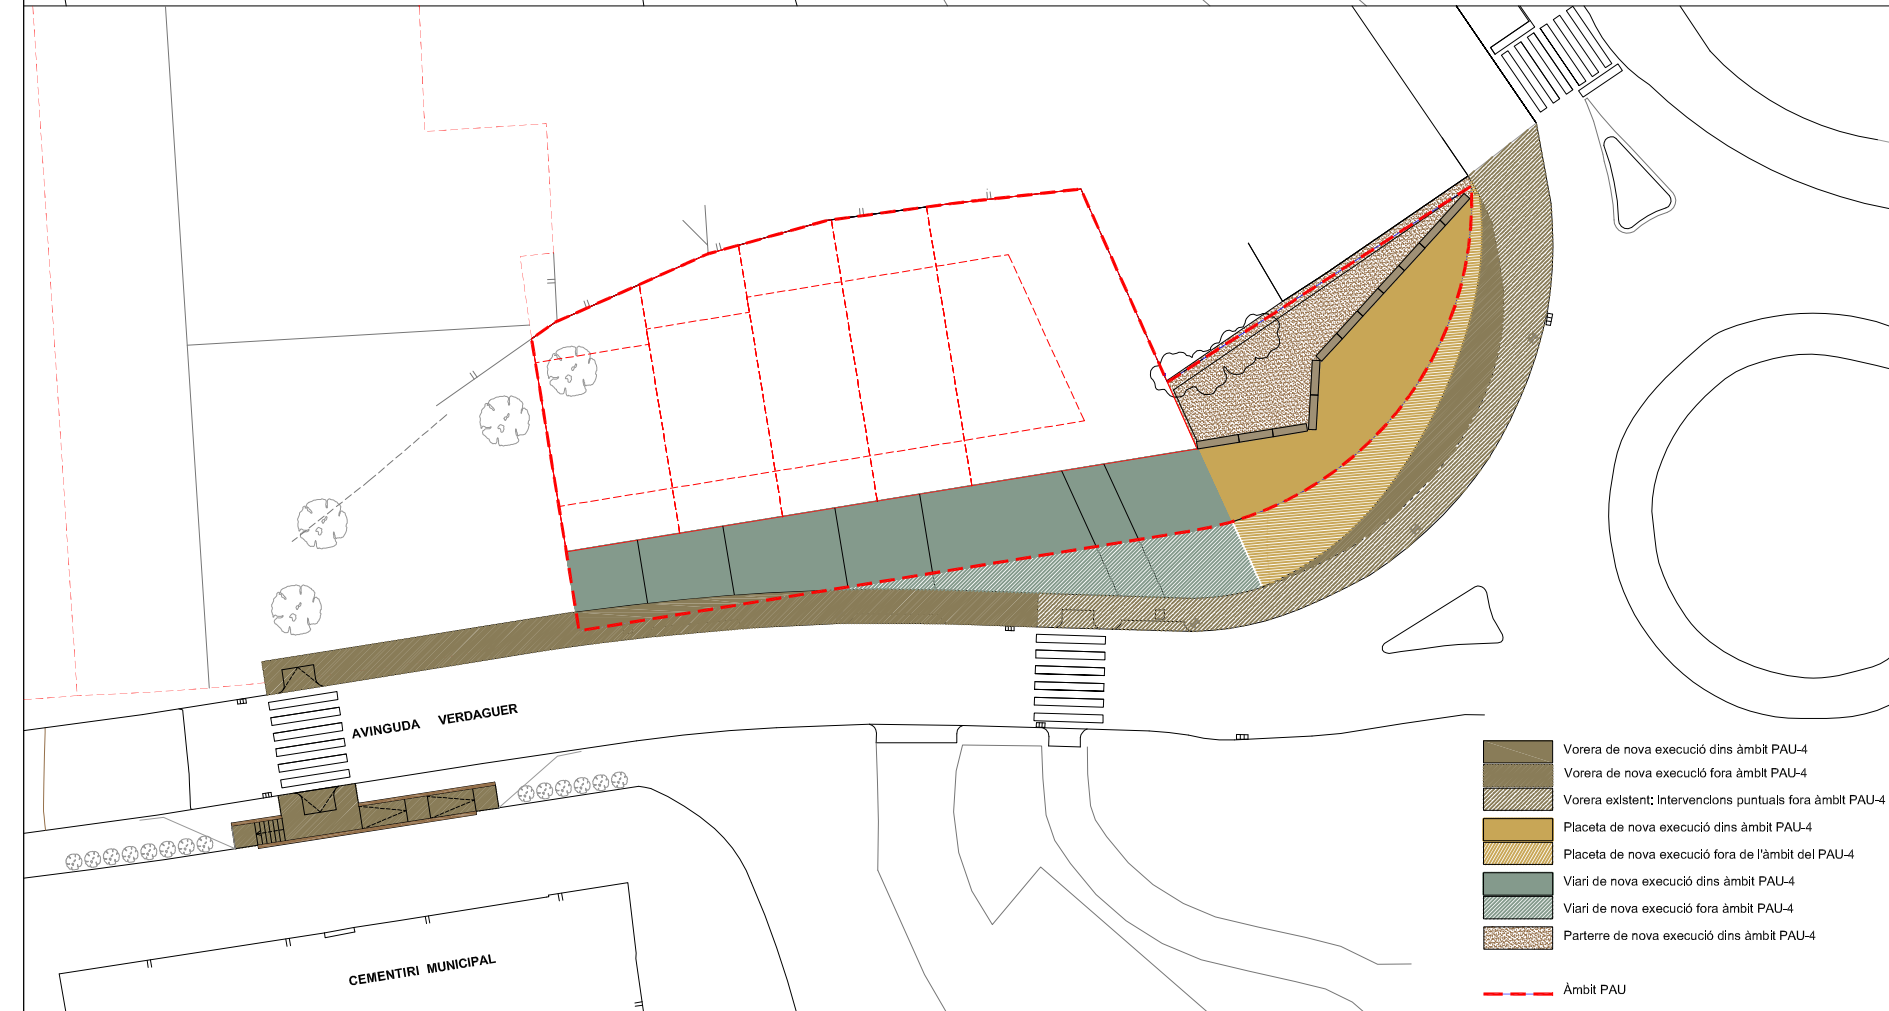 AVINGUDA VERDAGUER
CEMENTIRI MUNICIPAL
Vorera de nova execució dins àmbit PAU-4
Vorera de nova execució fora àmbit PAU-4
Vorera existent: Intervencions puntuals fora àmbit PAU-4
Placeta de nova execució dins àmbit PAU-4
Placeta de nova execució fora de l'àmbit del PAU-4
Viari de nova execució dins àmbit PAU-4
Viari de nova execució fora àmbit PAU-4
Parterre de nova execució dins àmbit PAU-4
Àmbit PAU